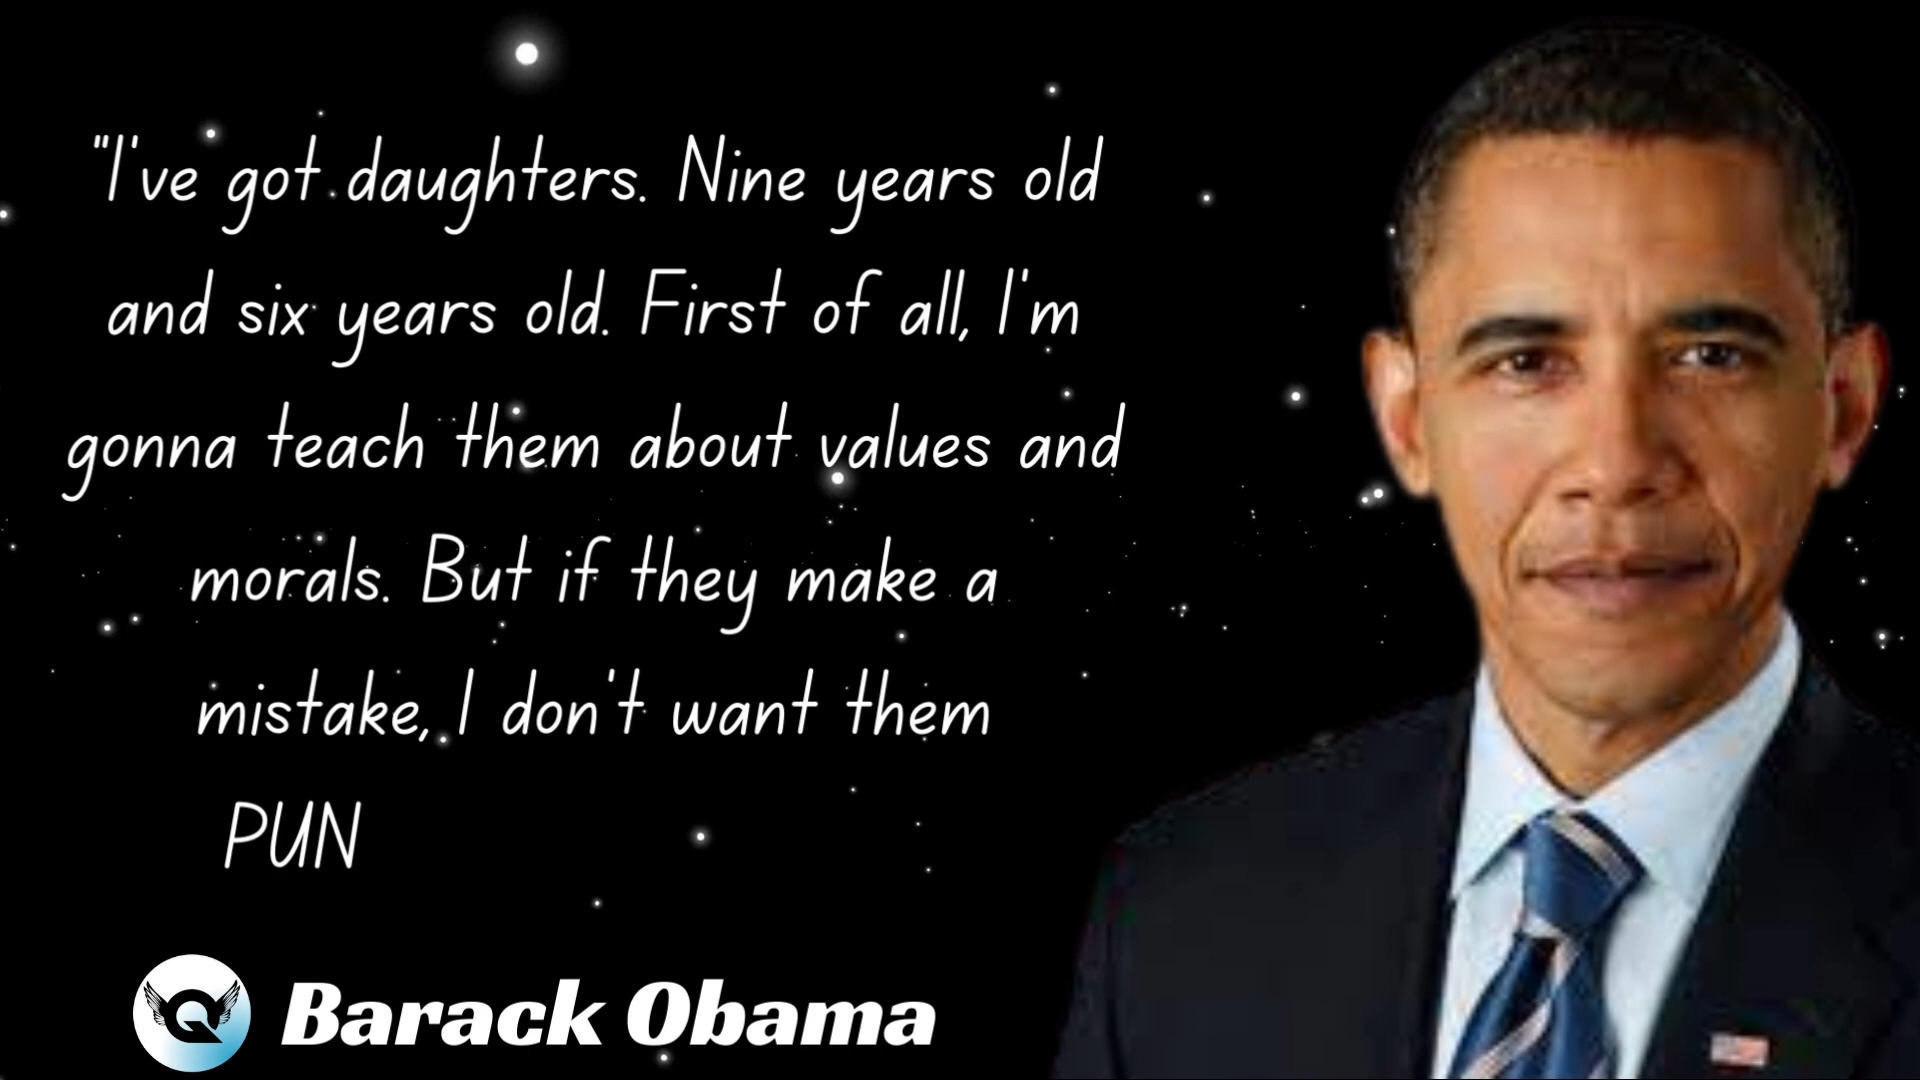 "I've got daughters. Nine years old
and six years old. First of all, I'm
gonna teach them about values and
morals. But if they make a
mistake, I don't want them
PUN
Q
Barack Obama